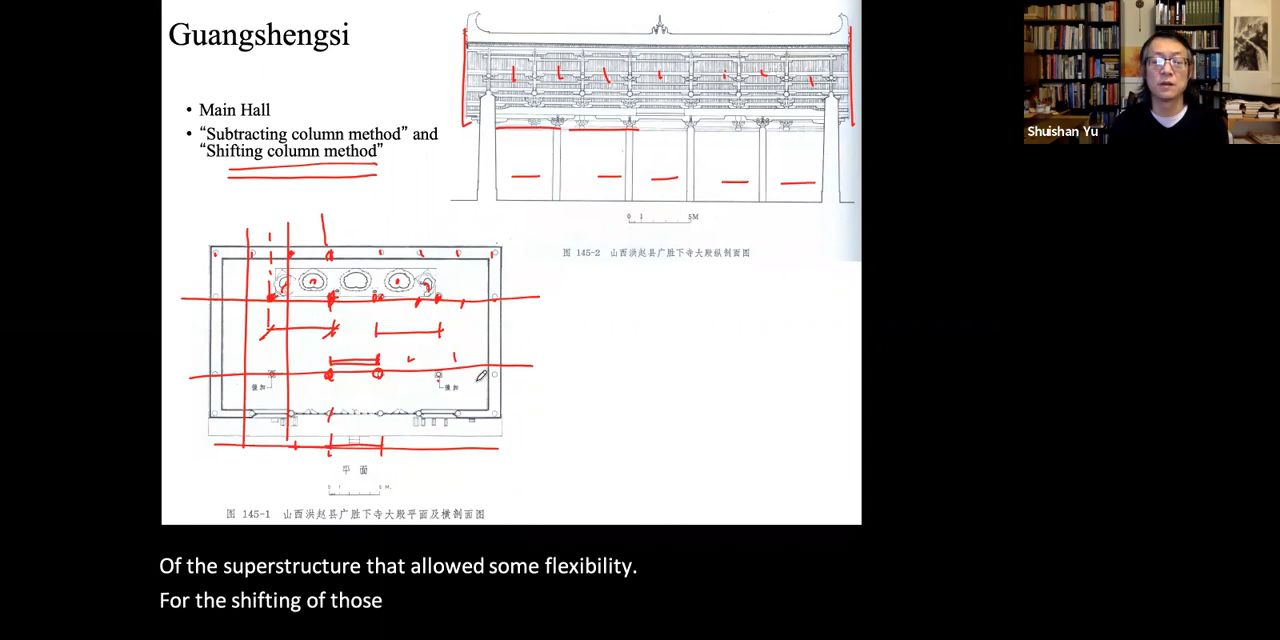 Guangshengsi
• Main Hall
• “Subtracting column method” and
“Shifting column method”
0 1 5M
图 145-2 山西洪赵县广胜下寺大殿纵剖面图
Shuishan Yu
平 面
图 145-1 山西洪赵县广胜下寺大殿平面及横剖面图
Of the superstructure that allowed some flexibility.
For the shifting of those